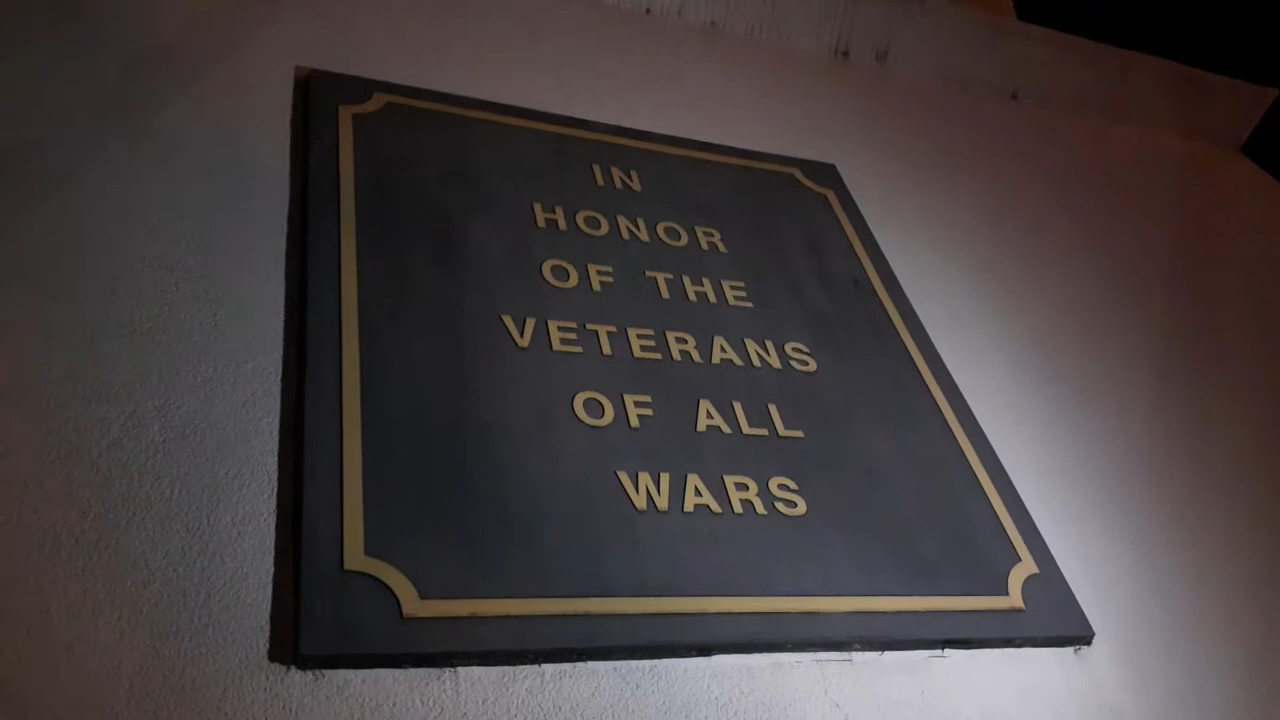 IN
HONOR
OF THE
VETERANS
OF ALL
WARS